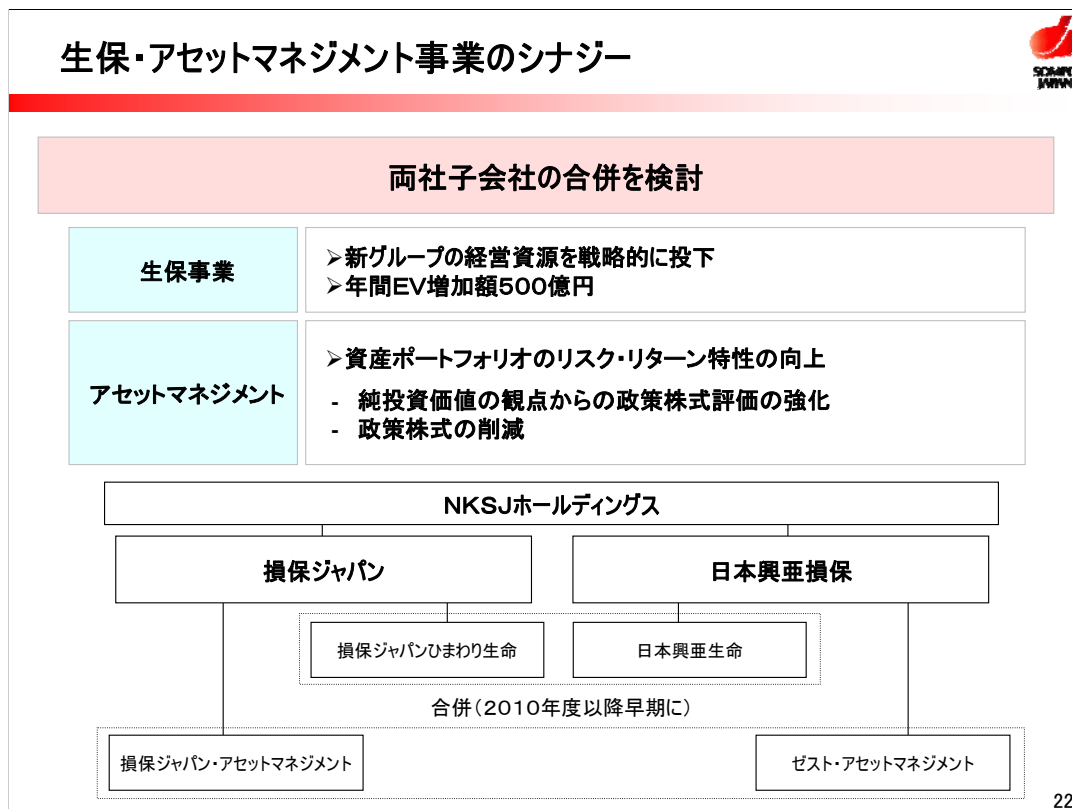 生保・アセットマネジメント事業のシナジー
SOMPO
JAPAN
両社子会社の合併を検討
生保事業
➢新グループの経営資源を戦略的に投下
➢年間EV増加額500億円
アセットマネジメント
➢資産ポートフォリオのリスク・リターン特性の向上
- 純投資価値の観点からの政策株式評価の強化
- 政策株式の削減
NKSJホールディングス
損保ジャパン
日本興亜損保
損保ジャパンひまわり生命
日本興亜生命
合併(2010年度以降早期に)
損保ジャパン・アセットマネジメント
ゼスト・アセットマネジメント
22